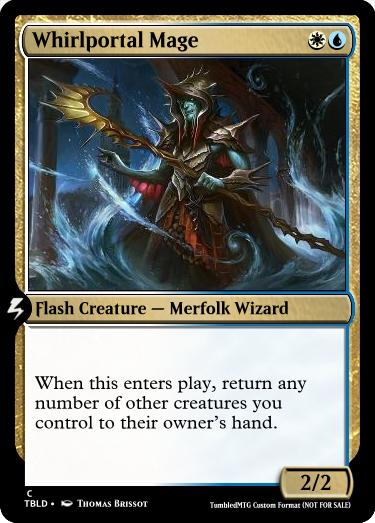 Whirlportal Mage
Flash Creature — Merfolk Wizard
When this enters play, return any
number of other creatures you
control to their owner's hand.
2/2
C
TBLD • Thomas Brissot
TumbledMTG Custom Format (NOT FOR SALE)